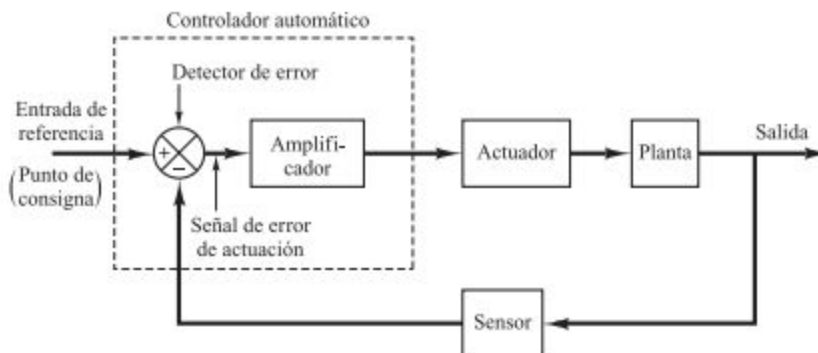 Controlador automático
Detector de error
Entrada de
referencia
(Punto de
consigna)
+
−
Amplifi-
cador
Actuador
Planta
Salida
Señal de error
de actuación
Sensor